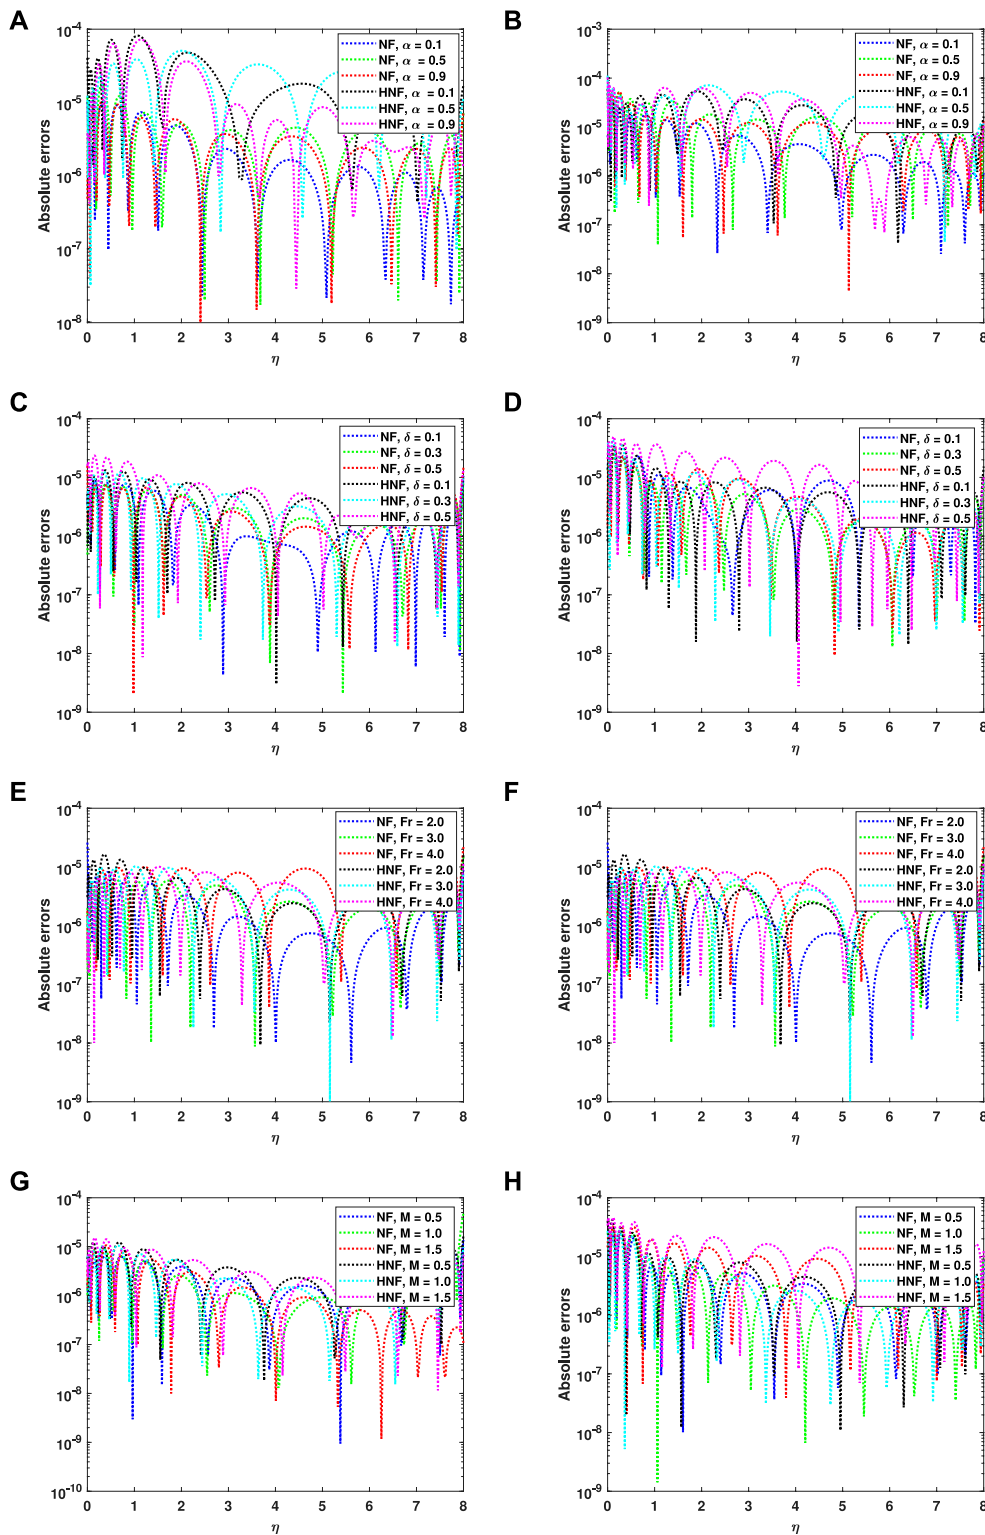 A
10^-4
10^-5
10^-6
10^-7
10^-8
Absolute errors
NF, α = 0.1
NF, α = 0.5
NF, α = 0.9
HNF, α = 0.1
HNF, α = 0.5
HNF, α = 0.9
0 1 2 3 4 5 6 7 8
η
B
10^-3
10^-4
10^-5
10^-6
10^-7
10^-8
10^-9
Absolute errors
NF, α = 0.1
NF, α = 0.5
NF, α = 0.9
HNF, α = 0.1
HNF, α = 0.5
HNF, α = 0.9
0 1 2 3 4 5 6 7 8
η
C
10^-4
10^-5
10^-6
10^-7
10^-8
10^-9
Absolute errors
NF, δ = 0.1
NF, δ = 0.3
NF, δ = 0.5
HNF, δ = 0.1
HNF, δ = 0.3
HNF, δ = 0.5
0 1 2 3 4 5 6 7 8
η
D
10^-4
10^-5
10^-6
10^-7
10^-8
10^-9
Absolute errors
NF, δ = 0.1
NF, δ = 0.3
NF, δ = 0.5
HNF, δ = 0.1
HNF, δ = 0.3
HNF, δ = 0.5
0 1 2 3 4 5 6 7 8
η
E
10^-4
10^-5
10^-6
10^-7
10^-8
10^-9
Absolute errors
NF, Fr = 2.0
NF, Fr = 3.0
NF, Fr = 4.0
HNF, Fr = 2.0
HNF, Fr = 3.0
HNF, Fr = 4.0
0 1 2 3 4 5 6 7 8
η
F
10^-4
10^-5
10^-6
10^-7
10^-8
10^-9
Absolute errors
NF, Fr = 2.0
NF, Fr = 3.0
NF, Fr = 4.0
HNF, Fr = 2.0
HNF, Fr = 3.0
HNF, Fr = 4.0
0 1 2 3 4 5 6 7 8
η
G
10^-4
10^-5
10^-6
10^-7
10^-8
10^-9
10^-10
Absolute errors
NF, M = 0.5
NF, M = 1.0
NF, M = 1.5
HNF, M = 0.5
HNF, M = 1.0
HNF, M = 1.5
0 1 2 3 4 5 6 7 8
η
H
10^-4
10^-5
10^-6
10^-7
10^-8
10^-9
Absolute errors
NF, M = 0.5
NF, M = 1.0
NF, M = 1.5
HNF, M = 0.5
HNF, M = 1.0
HNF, M = 1.5
0 1 2 3 4 5 6 7 8
η